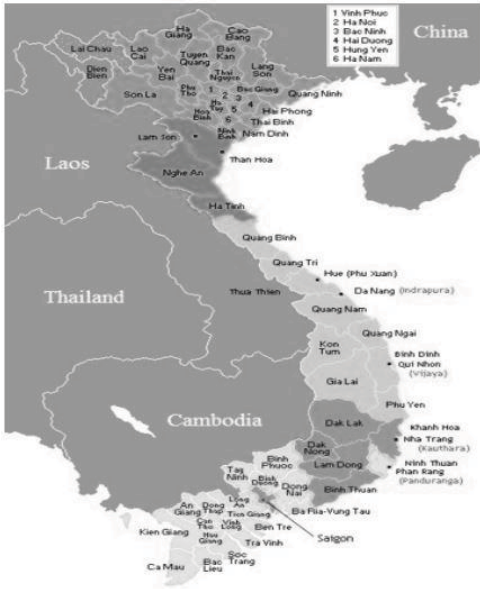 1 Vinh Phuc
2 Ha Noi
3 Bac Ninh
4 Hai Duong
5 Hung Yen
6 Ha Nam
China
Ha
Giang
Cao
Bang
Lai Chau
Lao
Cai
Tuyen
Quang
Bac
Kan
Lang
Son
Dien
Bien
Yen
Bai
Thai
Nguyen
Son La
Phu
Tho
1
2
3
4
5
6
Bac Giang
Quang Ninh
Ha
Tay
Hoa
Binh
Hai Phong
Thai Binh
Ninh
Binh
Nam Dinh
Lam Son
Than Hoa
Laos
Nghe An
Ha Tinh
Quang Binh
Quang Tri
Hue (Phu Xuan)
Thua Thien
Da Nang (Indrapura)
Thailand
Quang Nam
Quang Ngai
Kon
Tum
Binh Dinh
Qui Nhon
(Vijaya)
Gia Lai
Phu Yen
Cambodia
Dak Lak
Khanh Hoa
Nha Trang
(Kauthara)
Dak
Nong
Lam Dong
Ninh Thuan
Phan Rang
(Panduranga)
Binh
Phuoc
Tay
Ninh
Binh
Duong
Dong
Nai
Binh Thuan
Ba Ria-Vung Tau
Saigon
An
Giang
Dong
Thap
Long
An
Tien Giang
Kien Giang
Can
Tho
Vinh
Long
Ben Tre
Hau
Giang
Tra Vinh
Ca Mau
Bac
Lieu
Soc
Trang